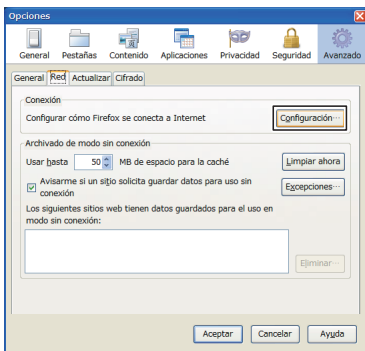 Opciones
General Pestañas Contenido Aplicaciones Privacidad Seguridad Avanzado
General Red Actualizar Cifrado
Conexión
Configurar cómo Firefox se conecta a Internet Configuración...
Archivado de modo sin conexión
Usar hasta 50 MB de espacio para la caché Limpiar ahora
Avisarme si un sitio solicita guardar datos para uso sin
conexión Excepciones...
Los siguientes sitios web tienen datos guardados para el uso en
modo sin conexión:
Eliminar...
Aceptar Cancelar Ayuda